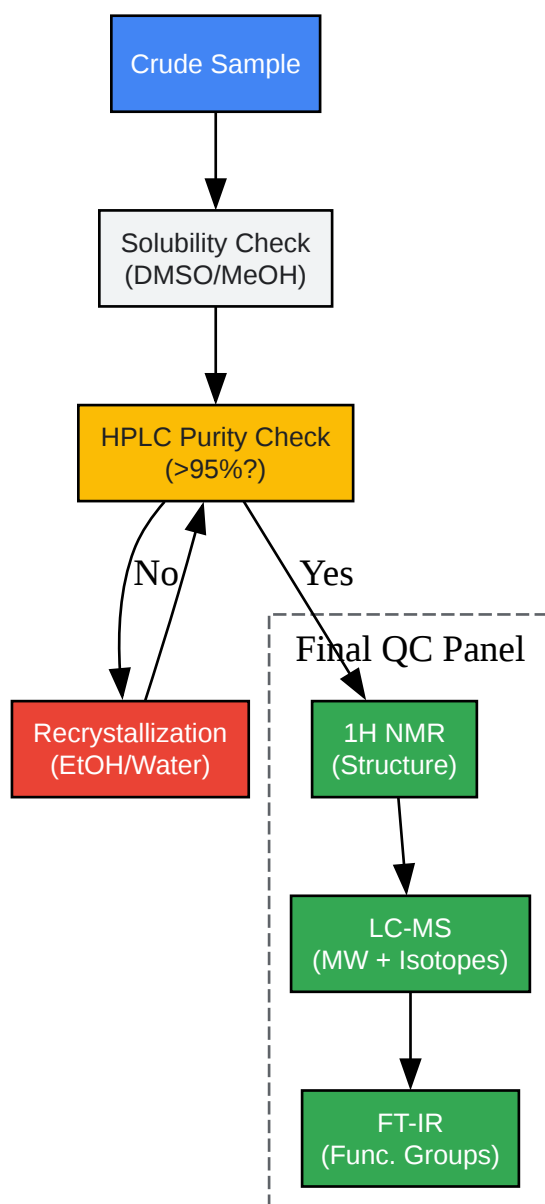 Crude Sample
Solubility Check
(DMSO/MeOH)
HPLC Purity Check
(>95%?)
No
Yes
Final QC Panel
Recrystallization
(EtOH/Water)
1H NMR
(Structure)
LC-MS
(MW + Isotopes)
FT-IR
(Func. Groups)